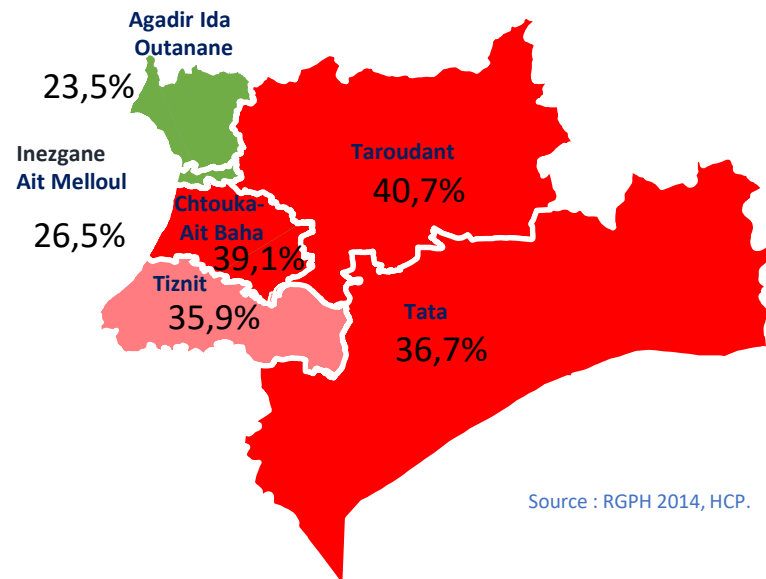 Agadir Ida
Outanane
23,5%
Inezgane
Ait Melloul
26,5%
Taroudant
40,7%
Chtouka-
Ait Baha
39,1%
Tiznit
35,9%
Tata
36,7%
Source : RGPH 2014, HCP.